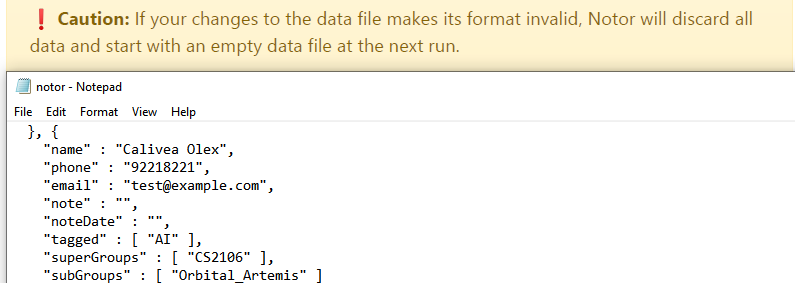 ❗ Caution: If your changes to the data file makes its format invalid, Notor will discard all
data and start with an empty data file at the next run.
notor - Notepad
File Edit Format View Help
}, {
"name" : "Calivea Olex",
"phone" : "92218221",
"email" : "test@example.com",
"note" : "",
"noteDate" : "",
"tagged" : [ "AI" ],
"superGroups" : [ "CS2106" ],
"subGroups" : [ "Orbital_Artemis" ]